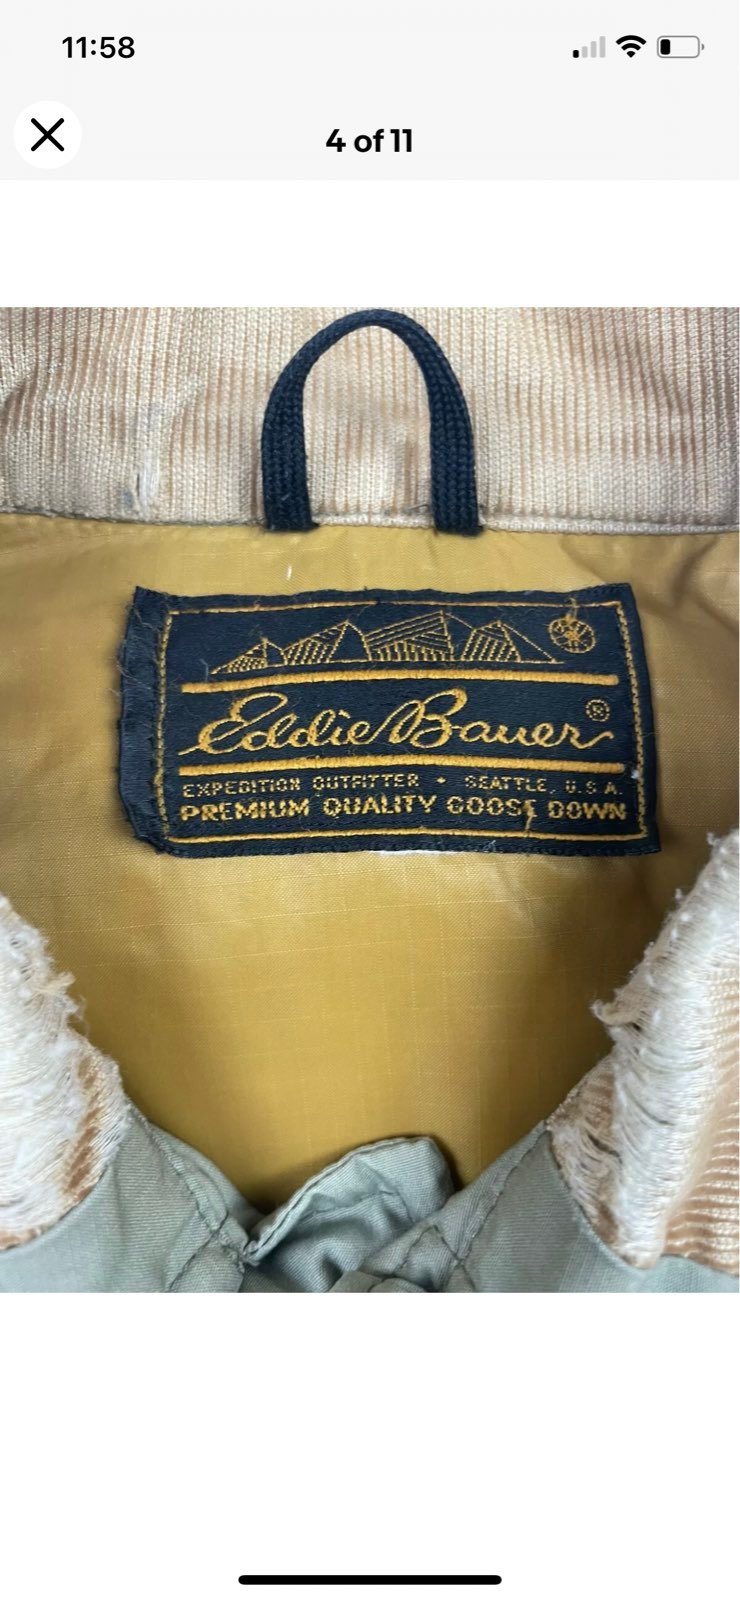 11:58
4 of 11
Eddie Bauer®
EXPEDITION OUTFITTER • SEATTLE, U.S.A.
PREMIUM QUALITY GOOSE DOWN